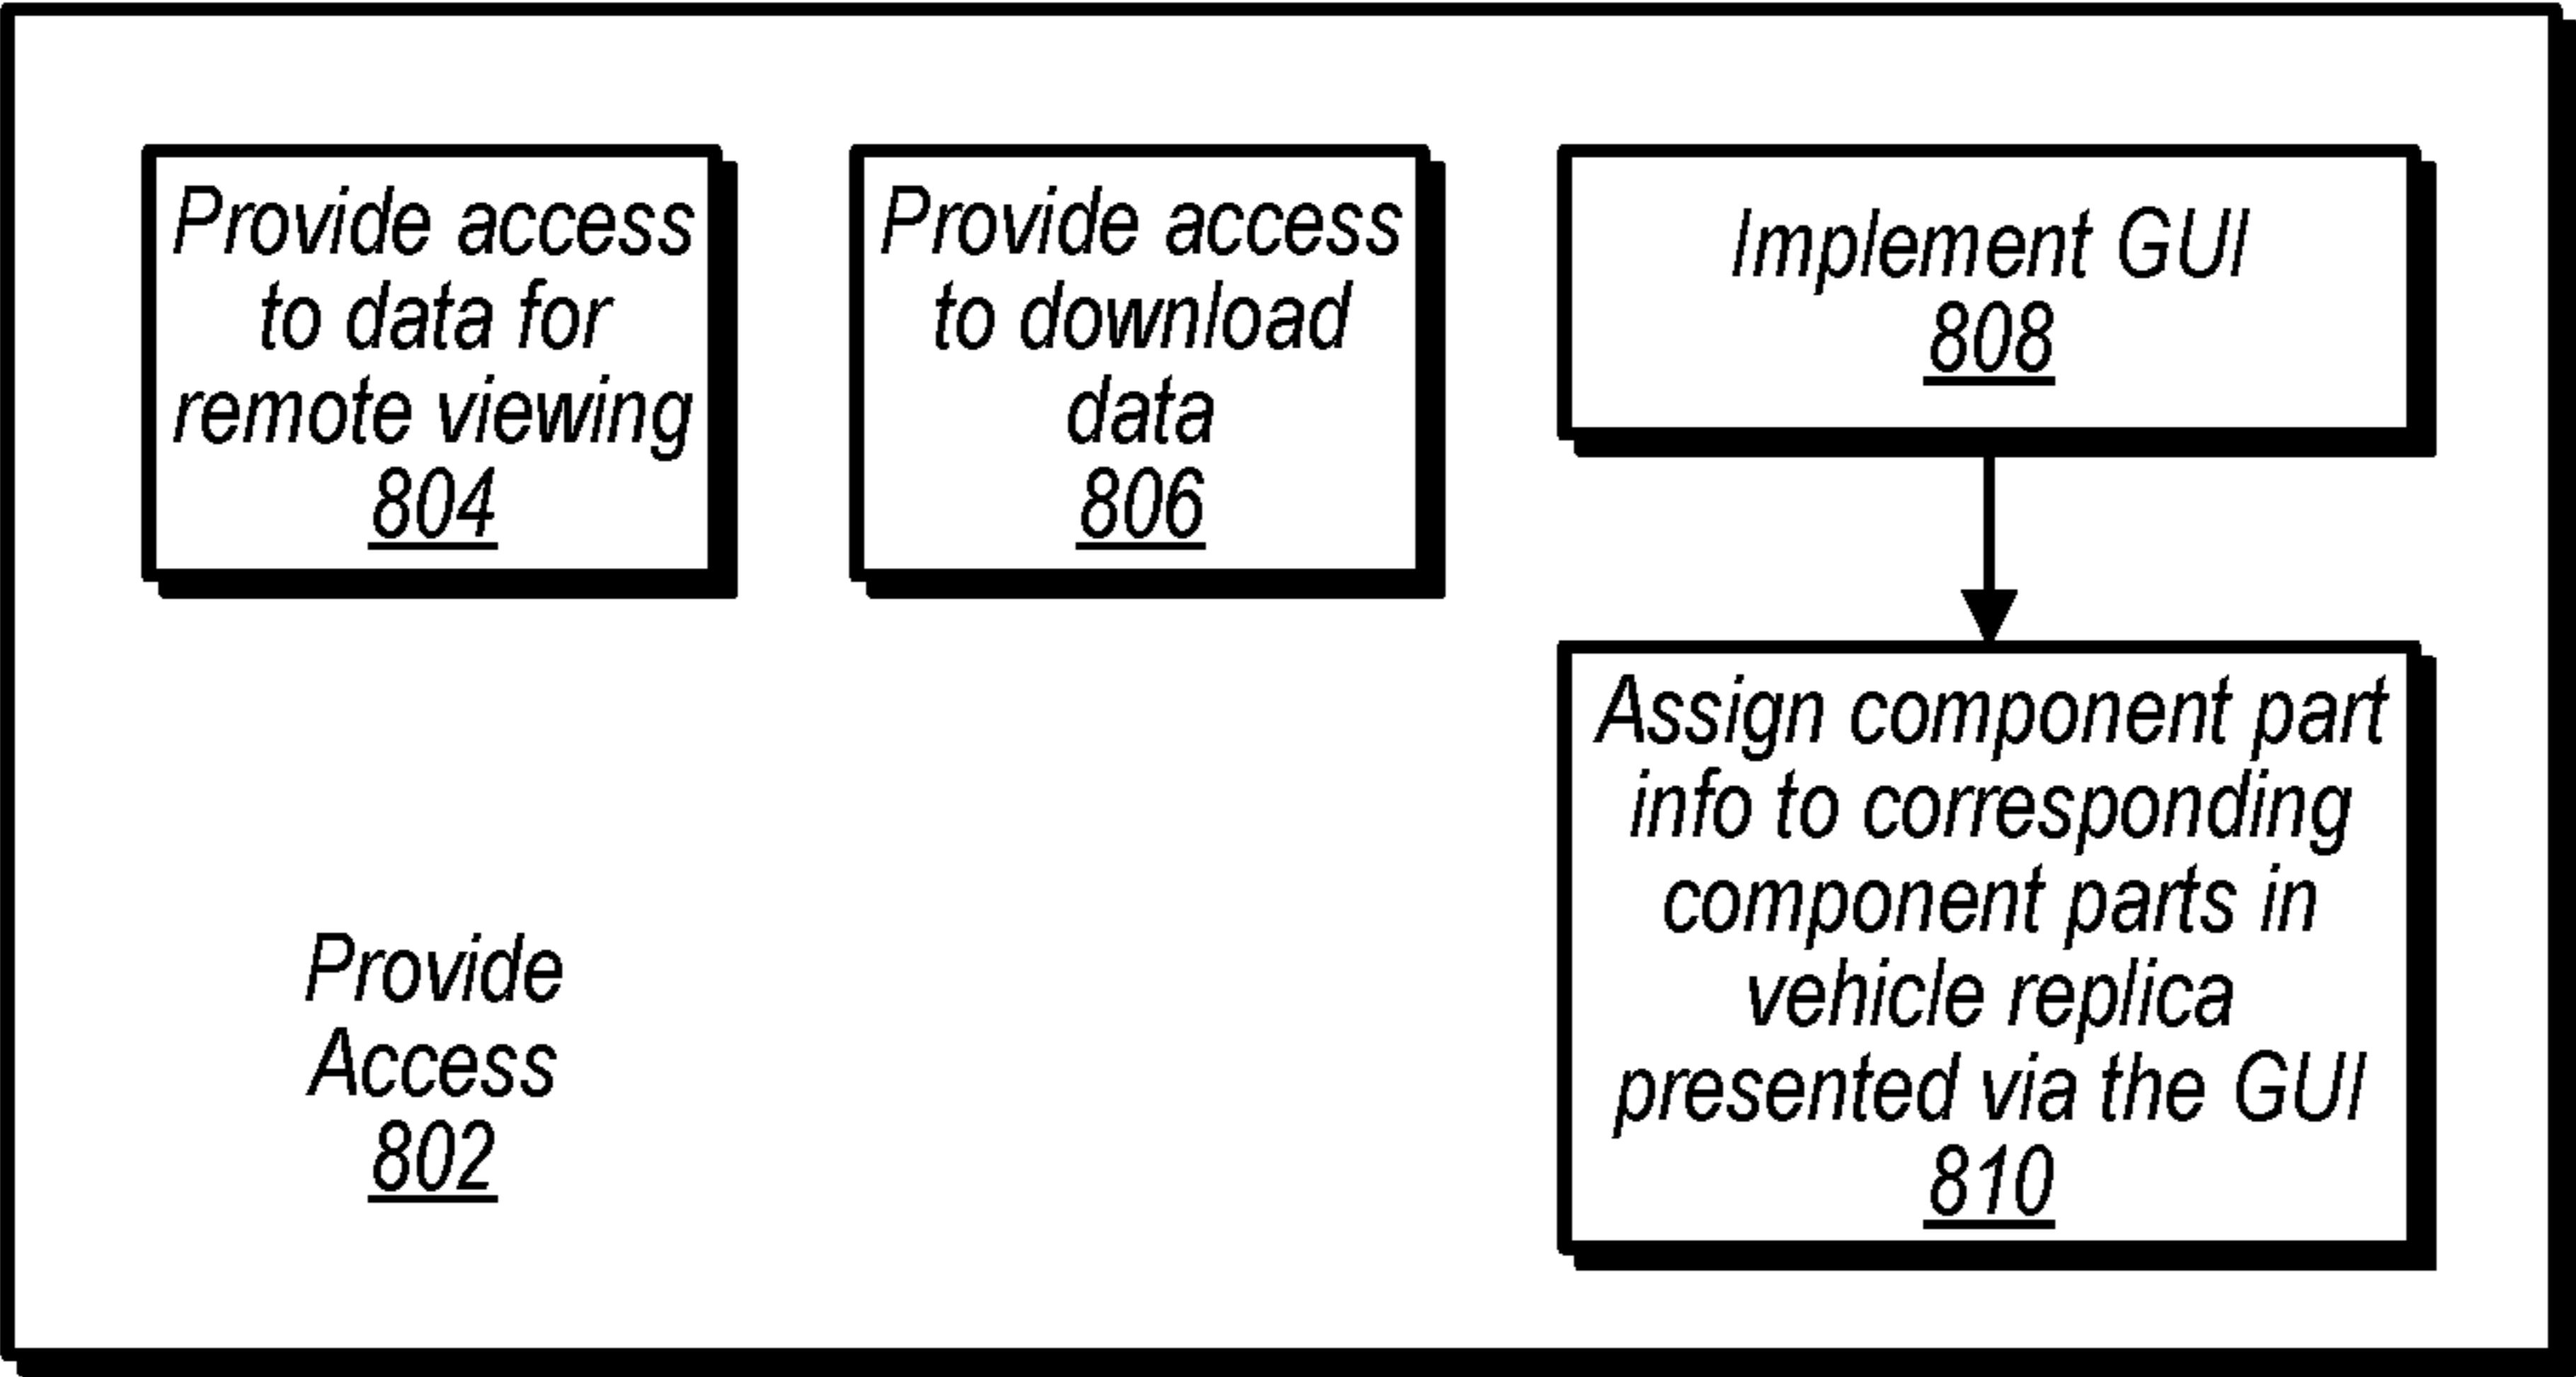 Provide access
to data for
remote viewing
804
Provide access
to download
data
806
Implement GUI
808
Assign component part
info to corresponding
component parts in
vehicle replica
presented via the GUI
810
Provide
Access
802